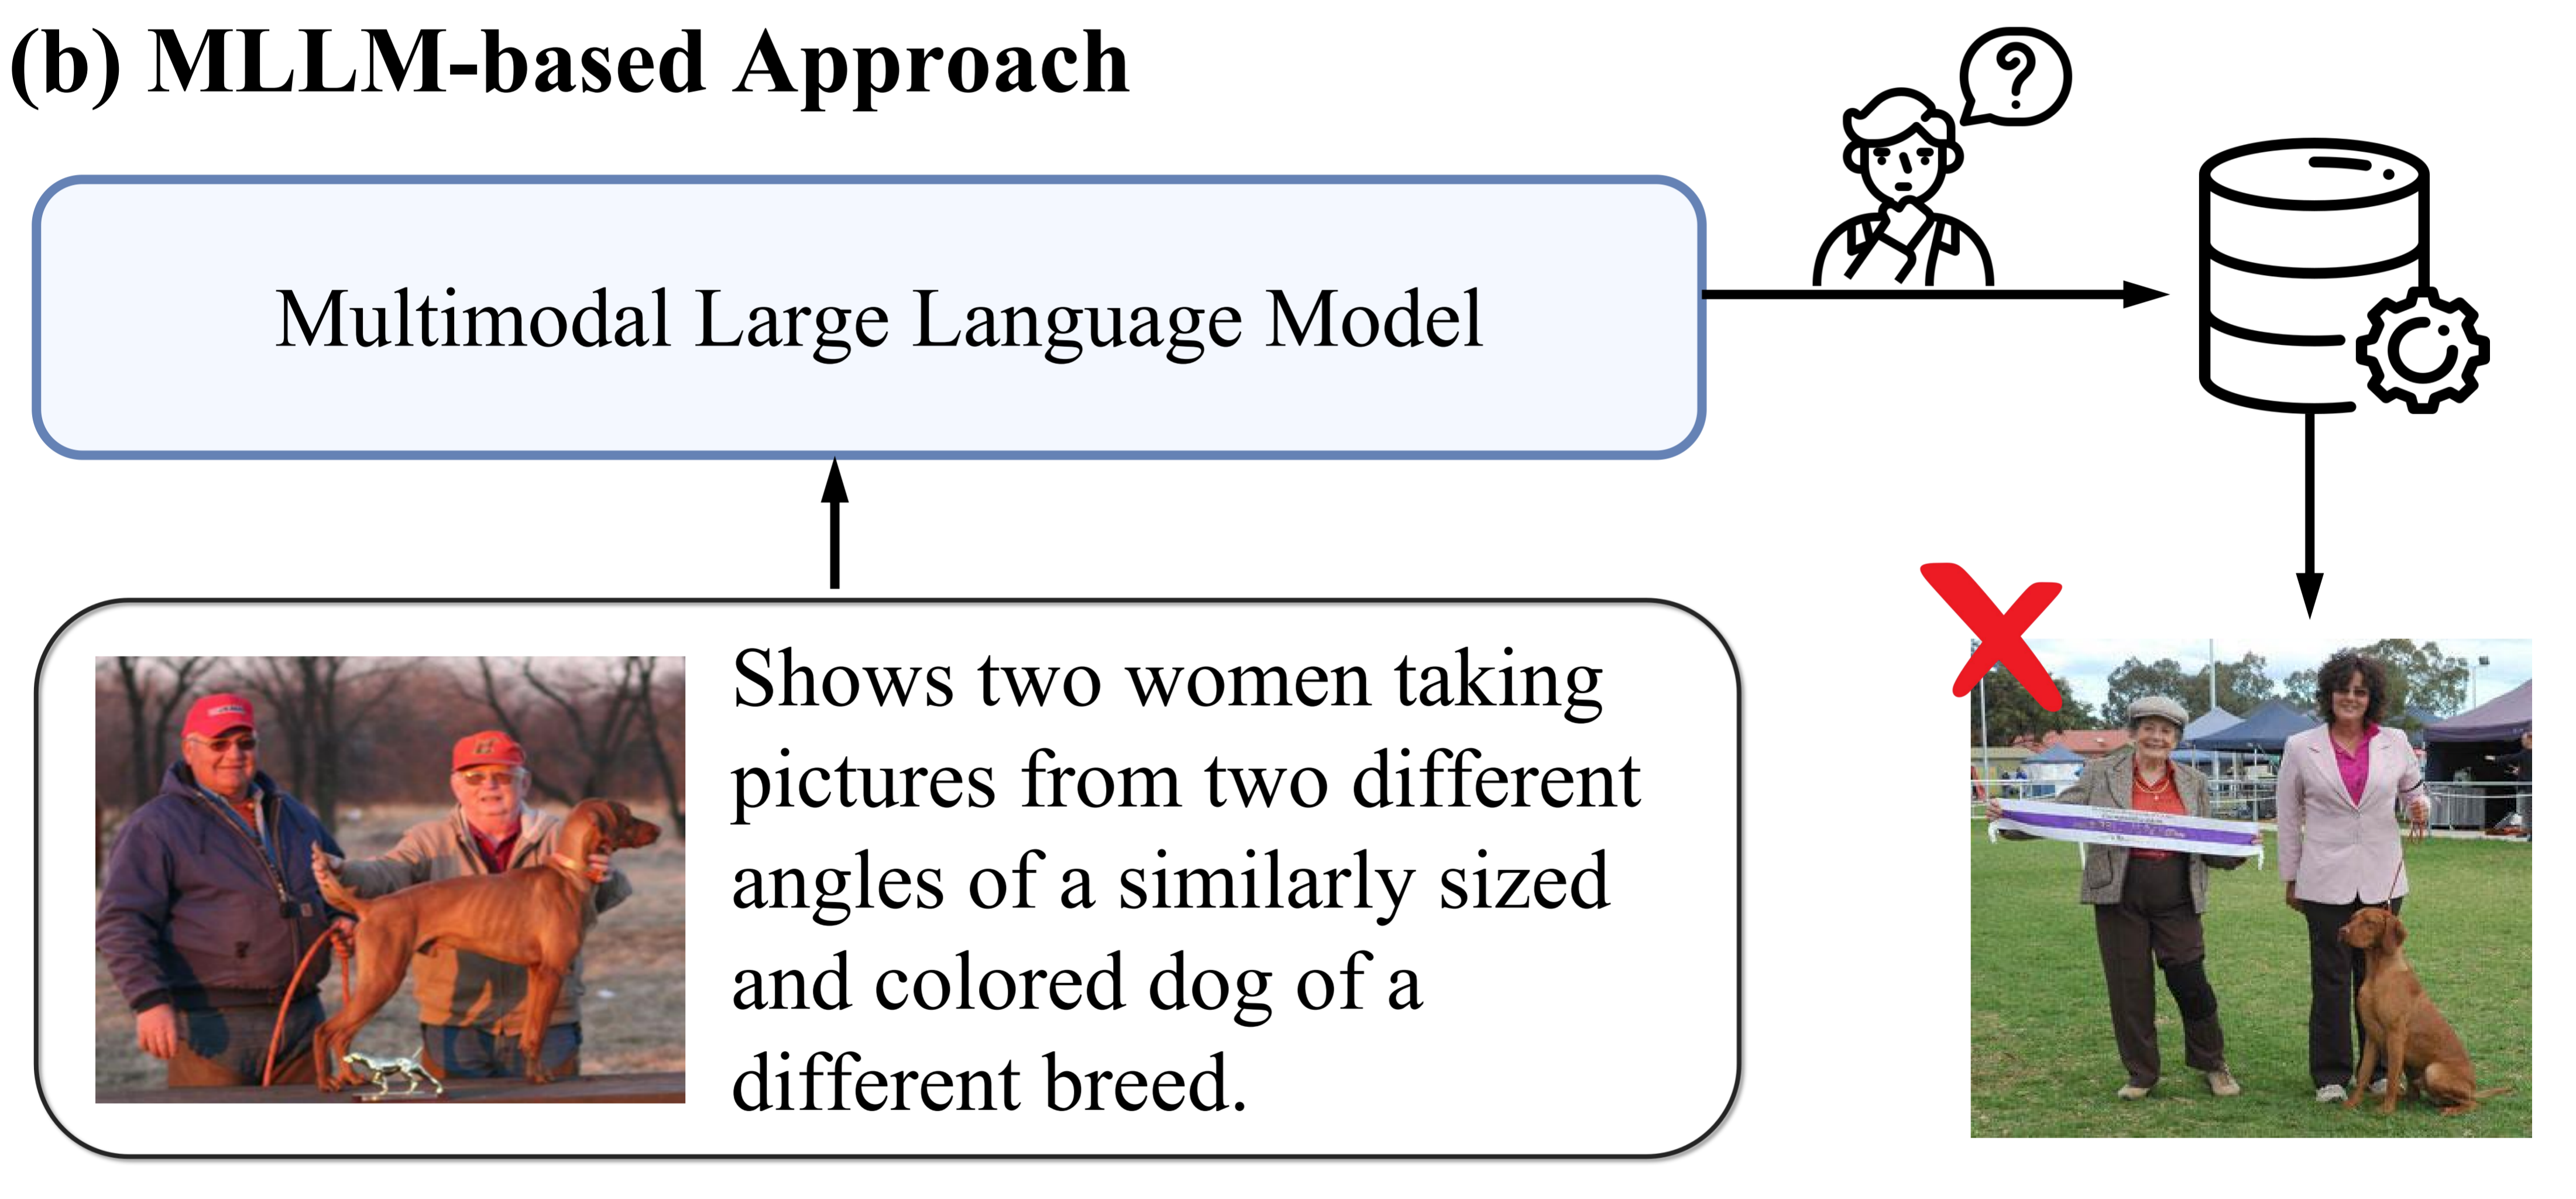 (b) MLLM-based Approach
?
Multimodal Large Language Model
Shows two women taking
pictures from two different
angles of a similarly sized
and colored dog of a
different breed.